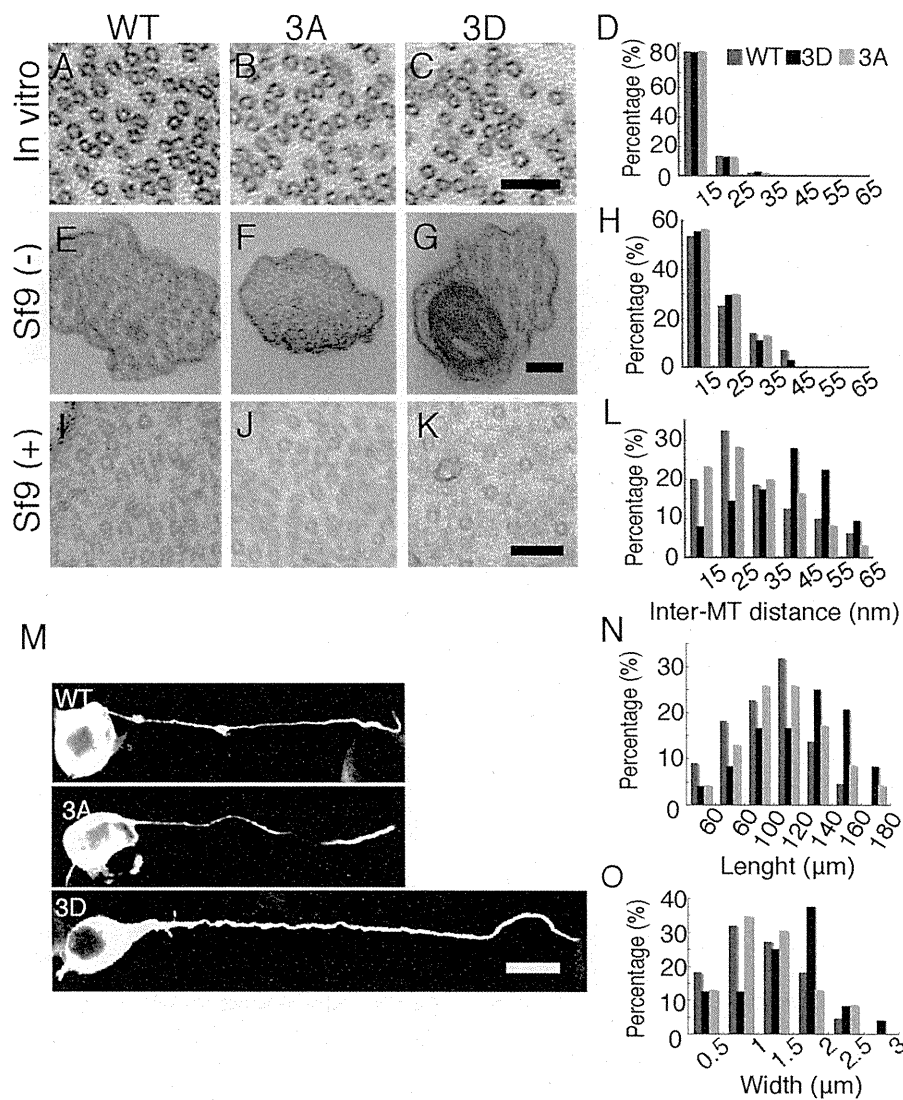 WT 3A 3D
In vitro
A B C
D
Percentage (%)
80
60
40
20
0
WT 3D 3A
15 25 35 45 55 65
Sf9 (-)
E F G
H
Percentage (%)
60
40
20
0
15 25 35 45 55 65
Sf9 (+)
I J K
L
Percentage (%)
30
20
10
0
15 25 35 45 55 65
Inter-MT distance (nm)
M
WT
3A
3D
N
Percentage (%)
30
20
10
0
60 60 100 120 140 160 180
Lenght (μm)
O
Percentage (%)
40
30
20
10
0
0.5 1 1.5 2 2.5 3
Width (μm)